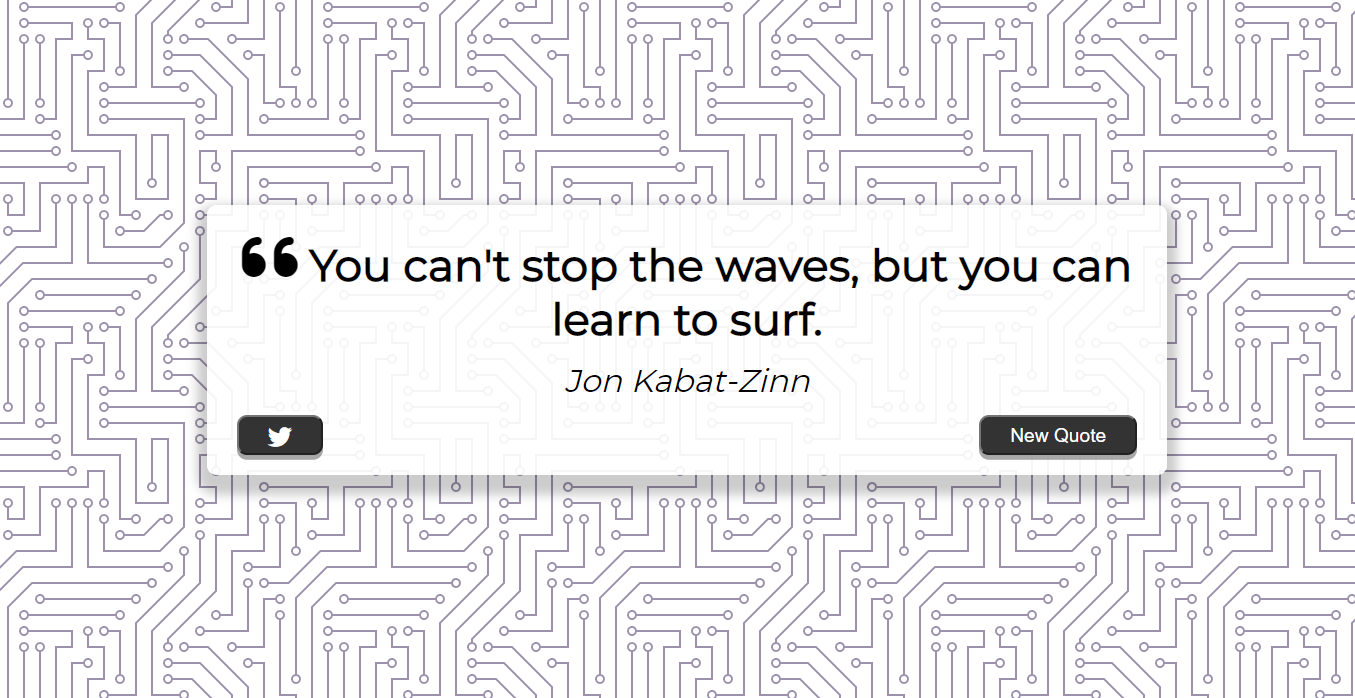 ❝ You can't stop the waves, but you can
learn to surf.
Jon Kabat-Zinn
New Quote